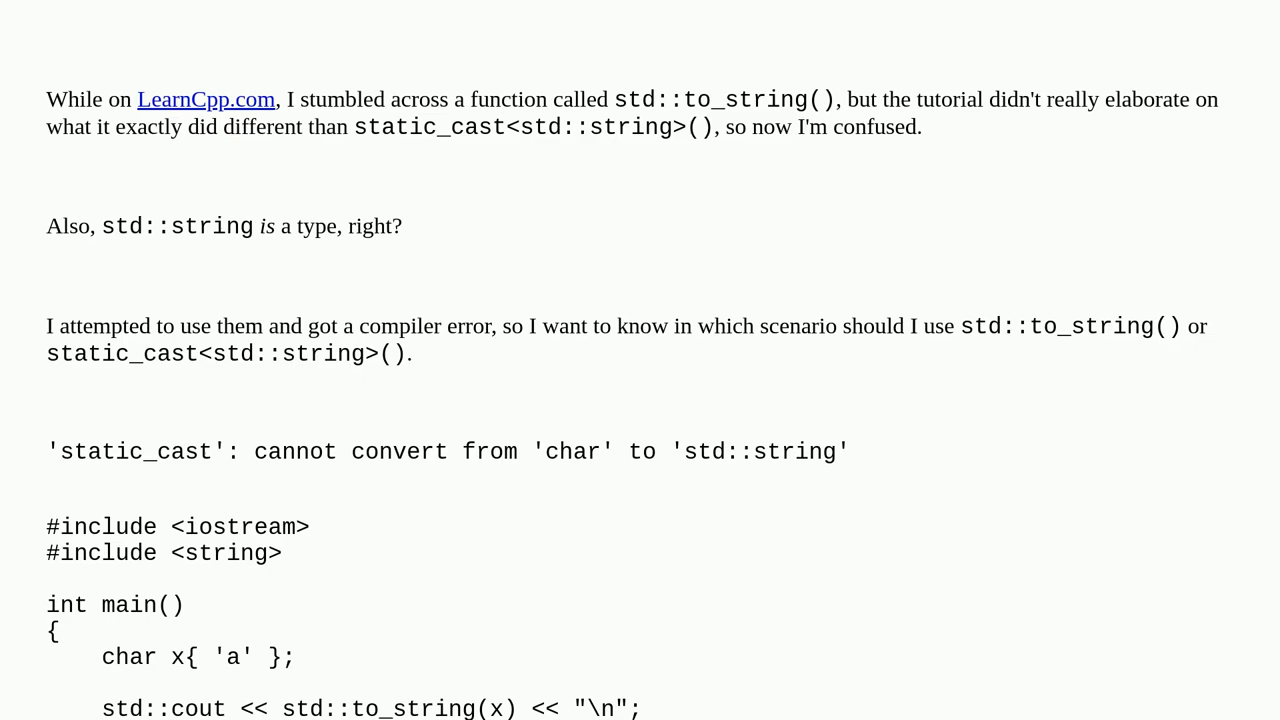 While on LearnCpp.com, I stumbled across a function called std::to_string(), but the tutorial didn't really elaborate on
what it exactly did different than static_cast<std::string>(), so now I'm confused.
Also, std::string is a type, right?
I attempted to use them and got a compiler error, so I want to know in which scenario should I use std::to_string() or
static_cast<std::string>().
'static_cast': cannot convert from 'char' to 'std::string'
#include <iostream>
#include <string>
int main()
{
    char x{ 'a' };
    std::cout << std::to_string(x) << "\n";